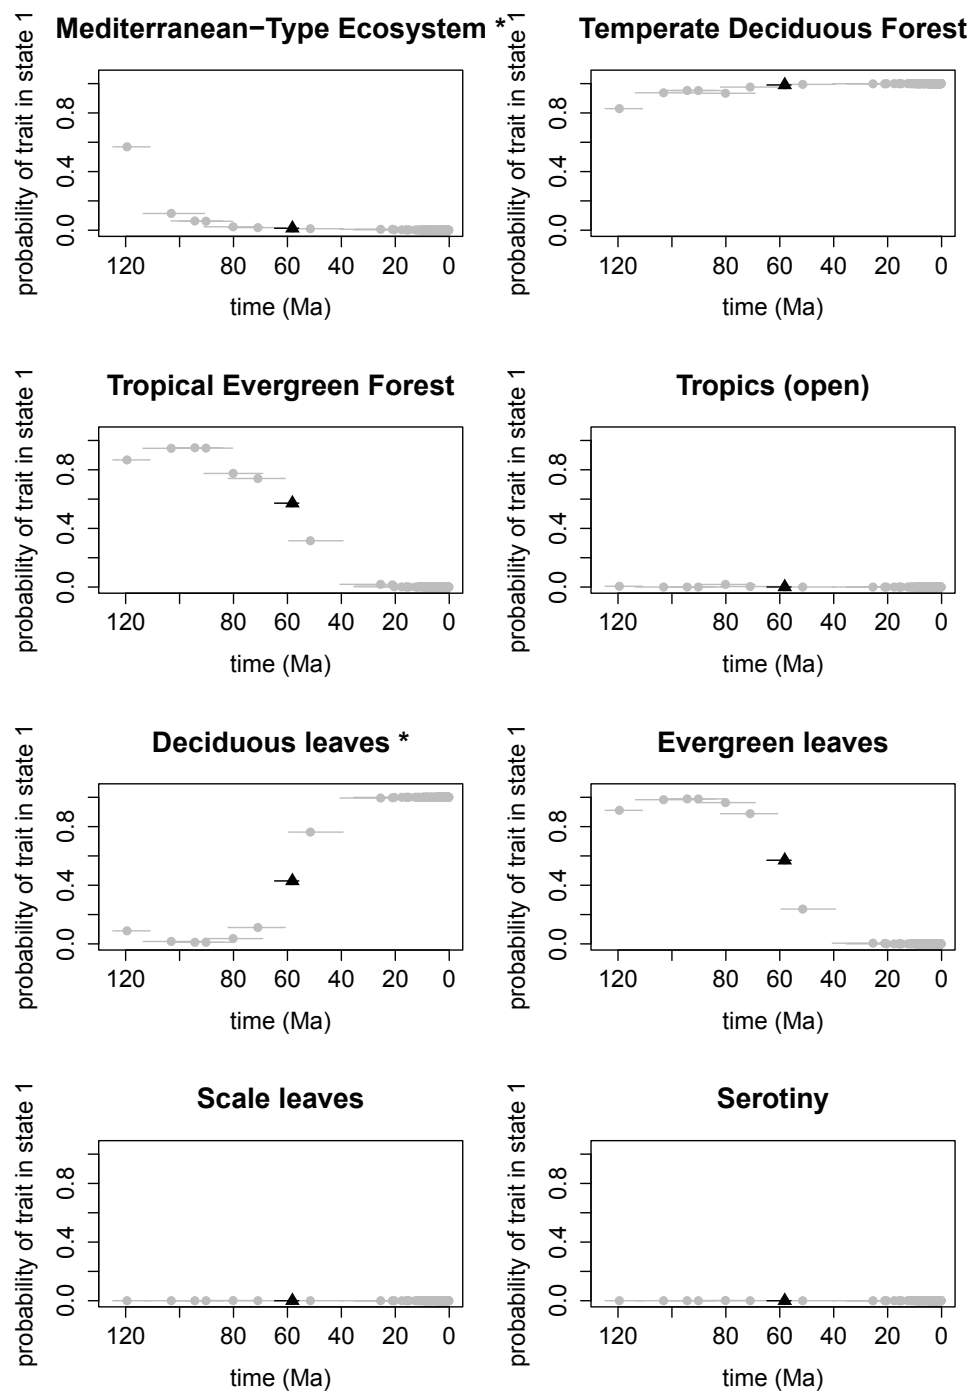 Mediterranean−Type Ecosystem *
probability of trait in state 1
0.8
0.4
0.0
120 80 60 40 20 0
time (Ma)
Temperate Deciduous Forest
probability of trait in state 1
0.8
0.4
0.0
120 80 60 40 20 0
time (Ma)
Tropical Evergreen Forest
probability of trait in state 1
0.8
0.4
0.0
120 80 60 40 20 0
time (Ma)
Tropics (open)
probability of trait in state 1
0.8
0.4
0.0
120 80 60 40 20 0
time (Ma)
Deciduous leaves *
probability of trait in state 1
0.8
0.4
0.0
120 80 60 40 20 0
time (Ma)
Evergreen leaves
probability of trait in state 1
0.8
0.4
0.0
120 80 60 40 20 0
time (Ma)
Scale leaves
probability of trait in state 1
0.8
0.4
0.0
120 80 60 40 20 0
time (Ma)
Serotiny
probability of trait in state 1
0.8
0.4
0.0
120 80 60 40 20 0
time (Ma)